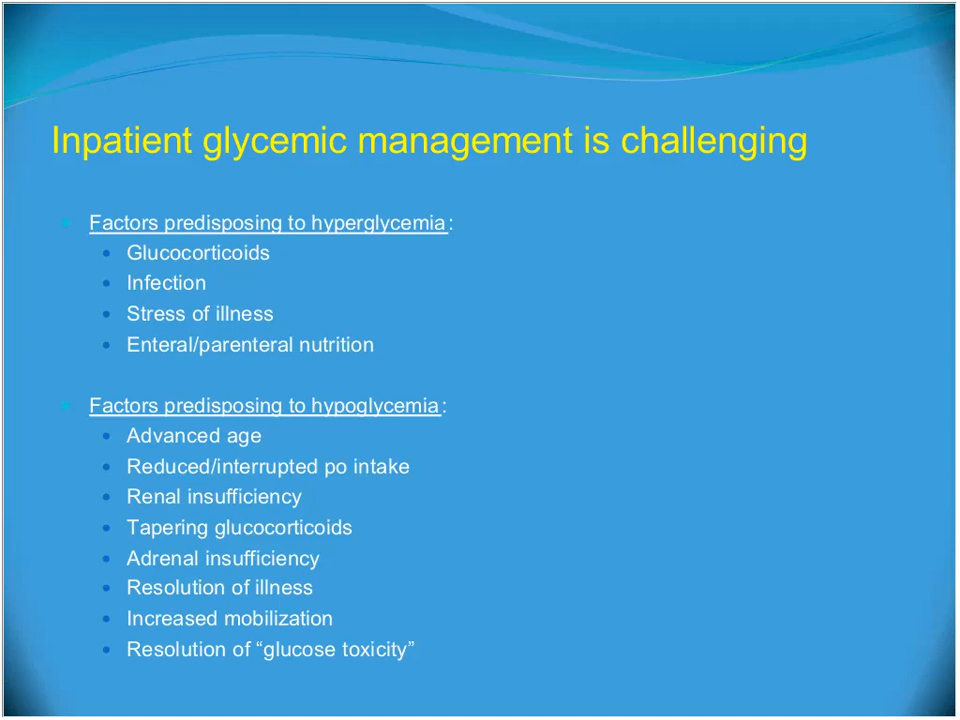 Inpatient glycemic management is challenging
Factors predisposing to hyperglycemia:
Glucocorticoids
Infection
Stress of illness
Enteral/parenteral nutrition
Factors predisposing to hypoglycemia:
Advanced age
Reduced/interrupted po intake
Renal insufficiency
Tapering glucocorticoids
Adrenal insufficiency
Resolution of illness
Increased mobilization
Resolution of “glucose toxicity”